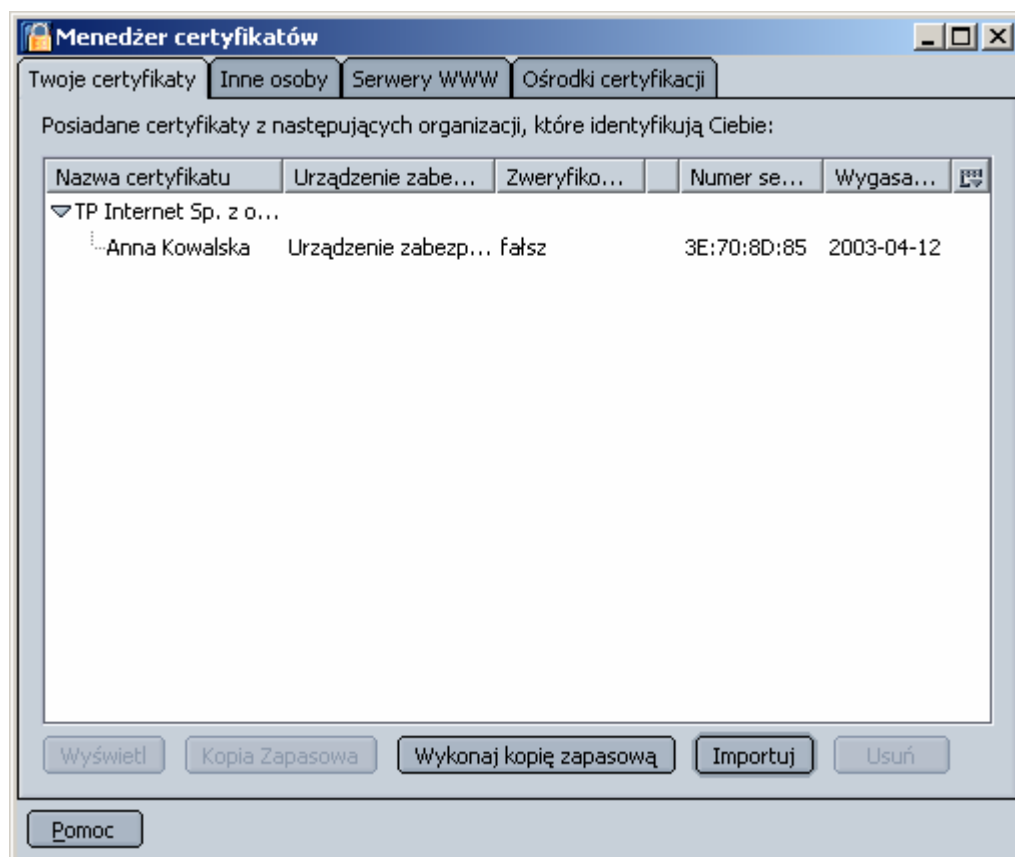 Menedżer certyfikatów
Twoje certyfikaty Inne osoby Serwery WWW Ośrodki certyfikacji
Posiadane certyfikaty z następujących organizacji, które identyfikują Ciebie:
Nazwa certyfikatu Urządzenie zabe... Zweryfiko... Numer se... Wygasa...
TP Internet Sp. z o...
Anna Kowalska Urządzenie zabezp... fałsz 3E:70:8D:85 2003-04-12
Wyświetl Kopia Zapasowa Wykonaj kopię zapasową Importuj Usuń
Pomoc